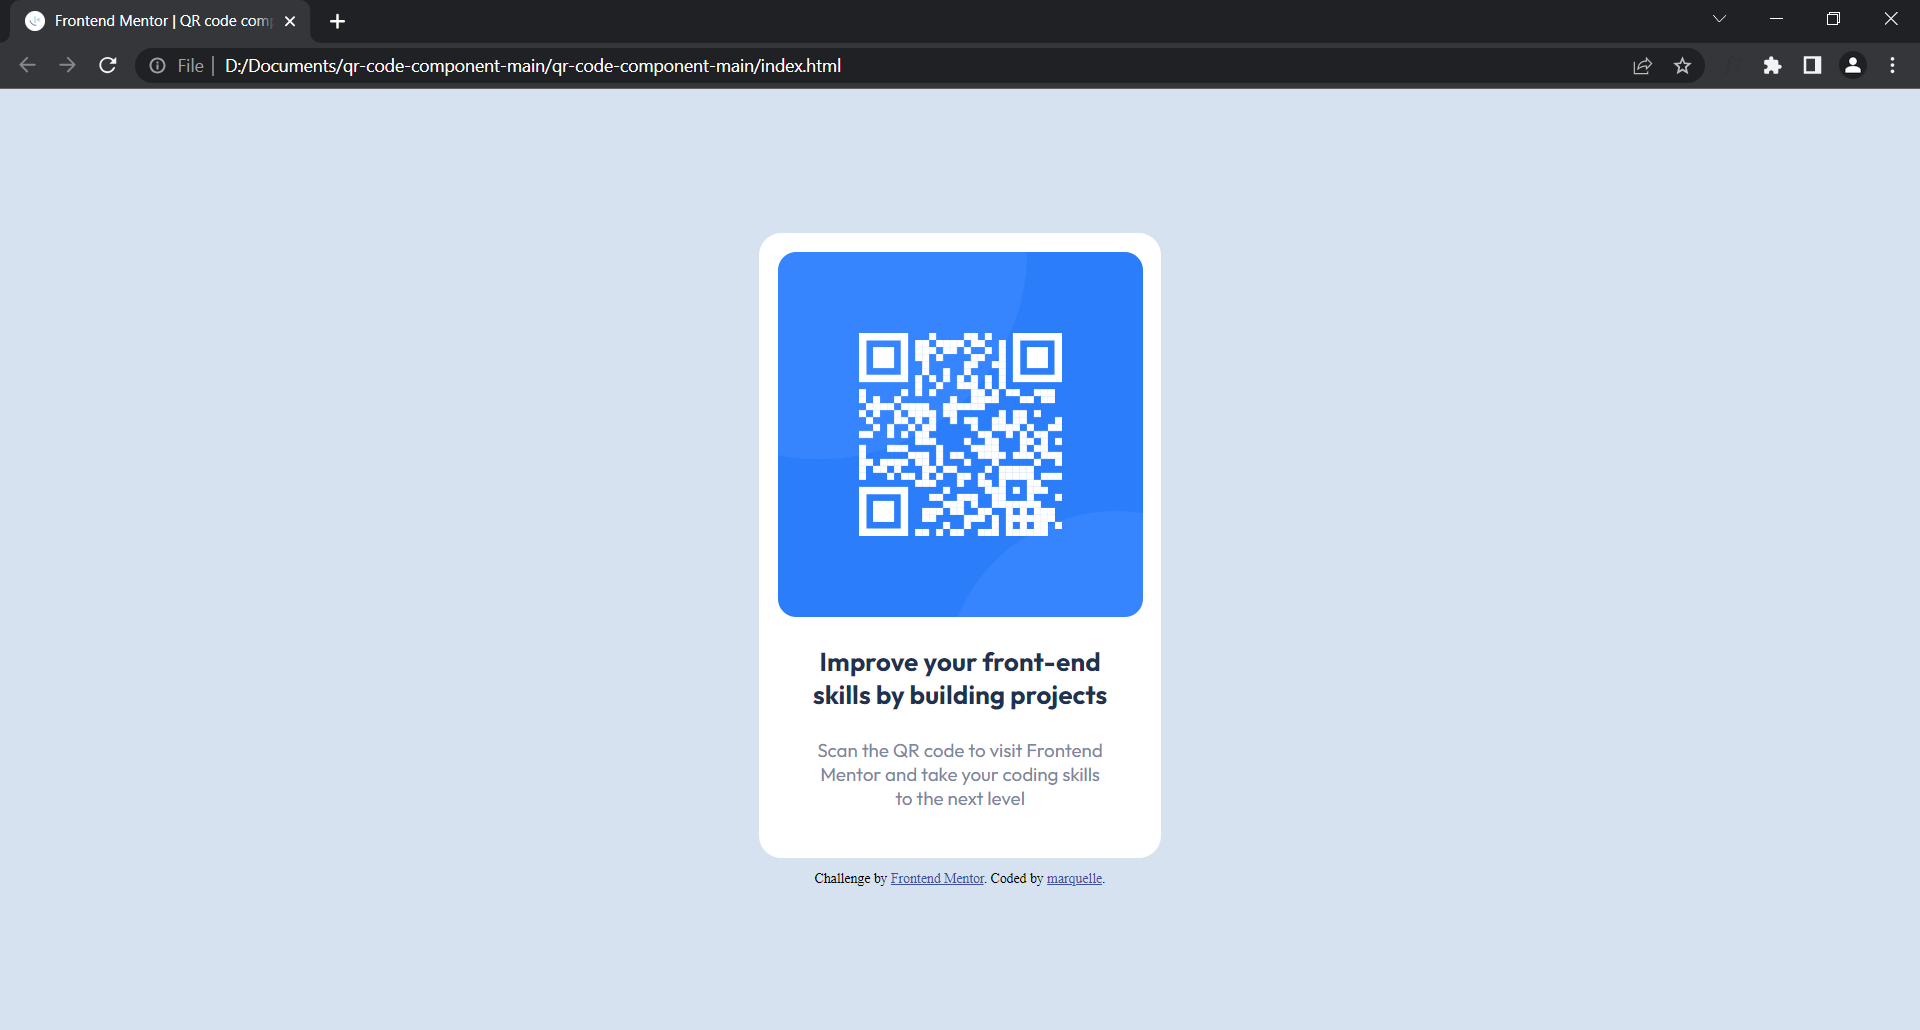 Frontend Mentor | QR code com
File
D:/Documents/qr-code-component-main/qr-code-component-main/index.html
Improve your front-end
skills by building projects
Scan the QR code to visit Frontend
Mentor and take your coding skills
to the next level
Challenge by Frontend Mentor. Coded by marquelle.